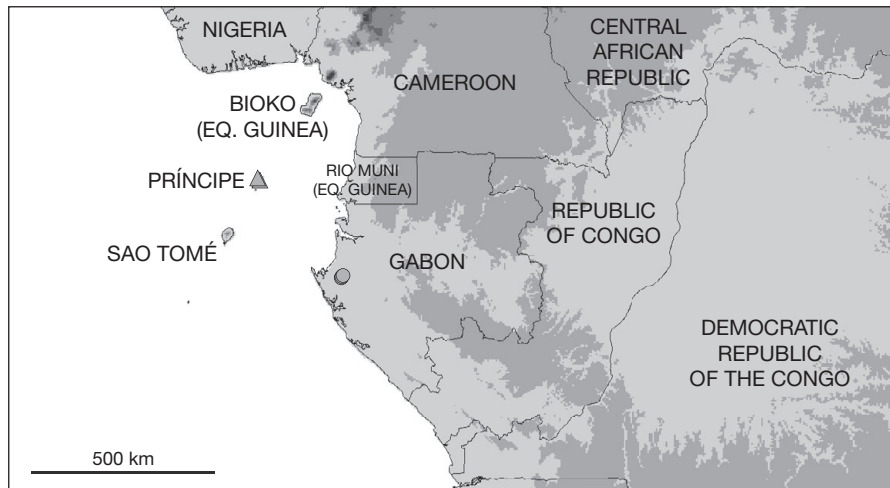 NIGERIA
CENTRAL
AFRICAN
REPUBLIC
CAMEROON
BIOKO
(EQ. GUINEA)
RIO MUNI
(EQ. GUINEA)
PRÍNCIPE
REPUBLIC
OF CONGO
SAO TOMÉ
GABON
DEMOCRATIC
REPUBLIC
OF THE CONGO
500 km